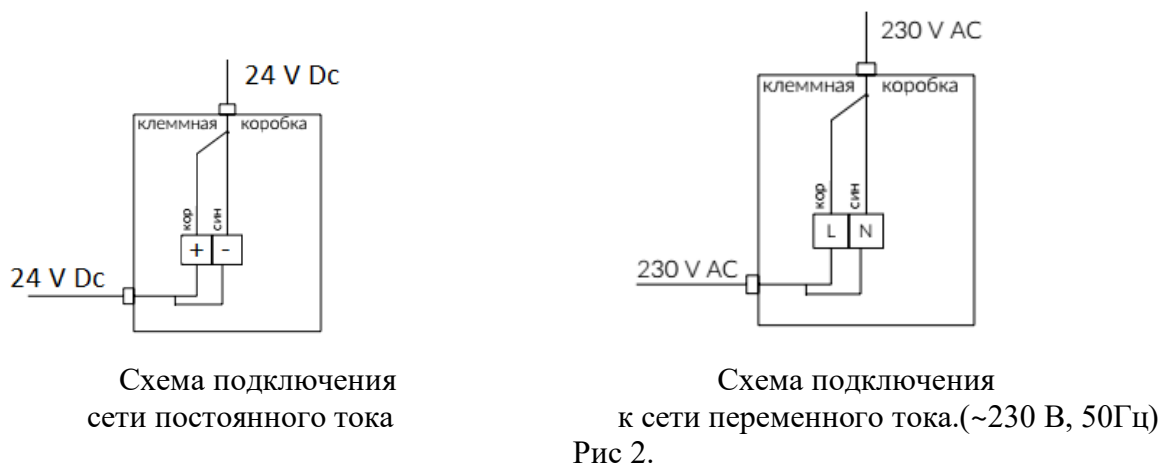 24 V Dc
клеммная коробка
кор
син
+ -
24 V Dc
Схема подключения
сети постоянного тока
230 V AC
клеммная коробка
кор
син
L N
230 V AC
Схема подключения
к сети переменного тока.(~230 В, 50Гц)
Рис 2.